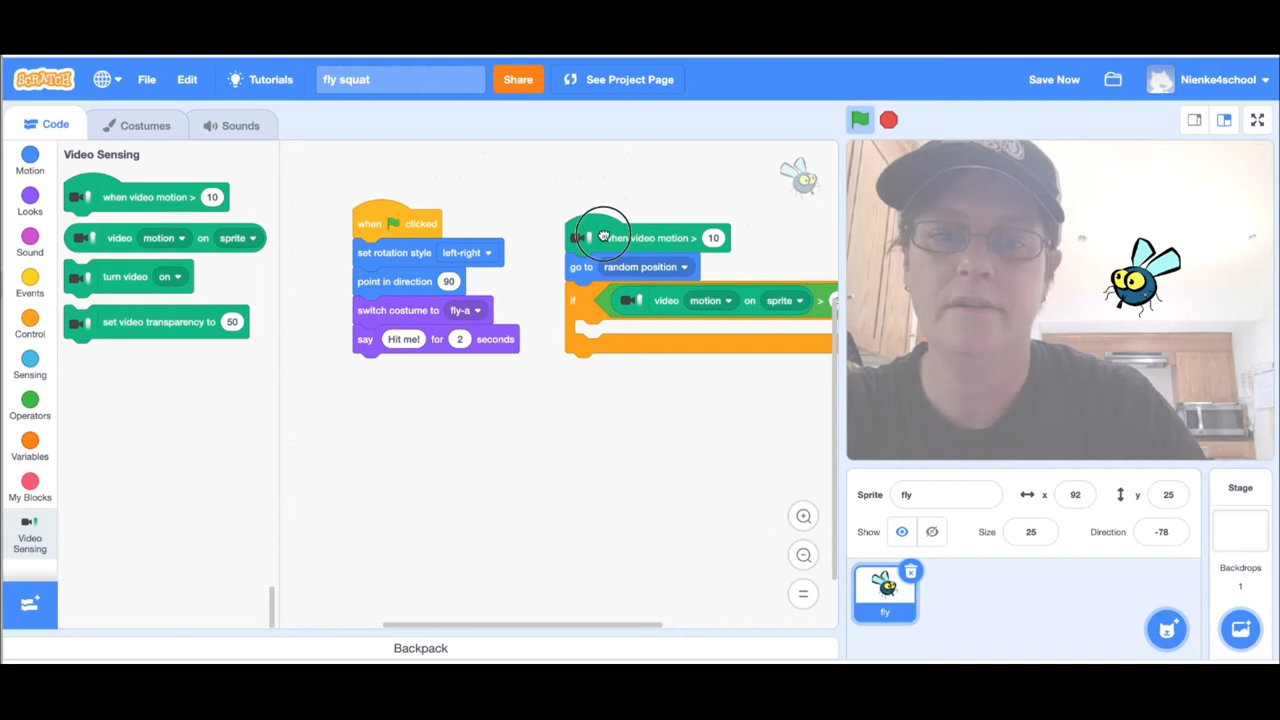 SCRATCH File Edit Tutorials fly squat Share See Project Page Save Now Nienke4school
Code Costumes Sounds
Motion
Looks
Sound
Events
Control
Sensing
Operators
Variables
My Blocks
Video
Sensing
Video Sensing
when video motion > 10
video motion on sprite
turn video on
set video transparency to 50
when clicked
set rotation style left-right
point in direction 90
switch costume to fly-a
say Hit me! for 2 seconds
when video motion > 10
go to random position
if video motion on sprite >
Sprite fly x 92 y 25
Show Size 25 Direction -78
fly
Stage
Backdrops
1
Backpack